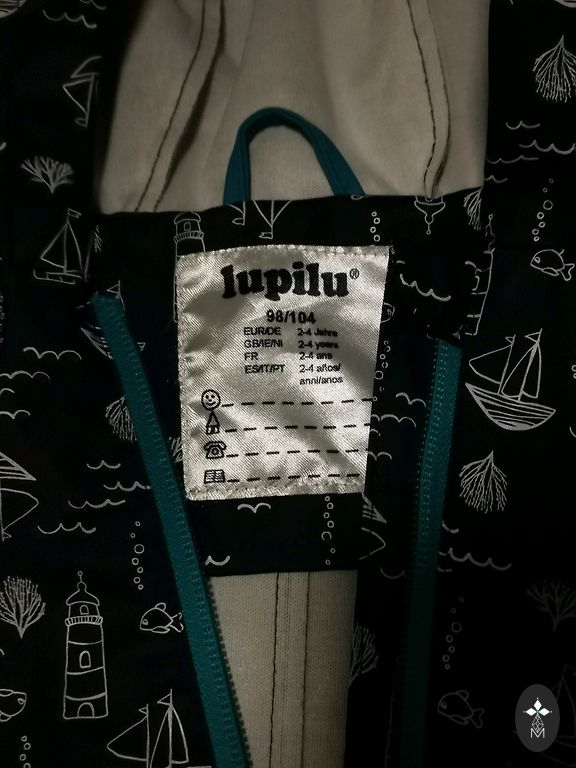 lupilu®
98/104
EUR/DE 2-4 Jahre
GB/IE/NI 2-4 years
FR 2-4 ans
ES/IT/PT 2-4 años/
anni/anos
M